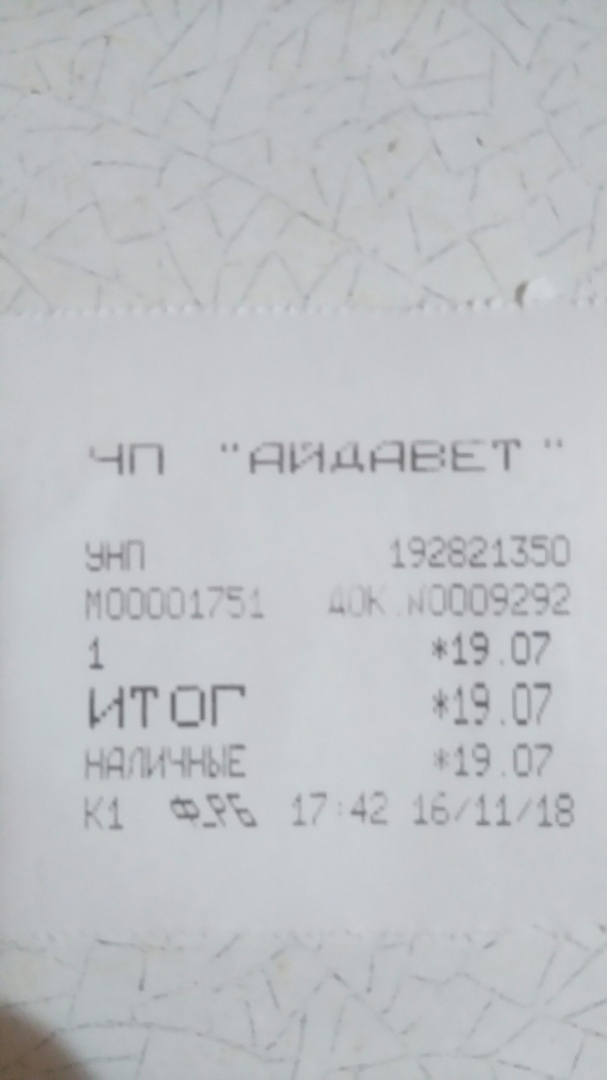 ЧП "АЙДАВЕТ"
УНП 192821350
М00001751 ДОК.N0009292
1 *19.07
ИТОГ *19.07
НАЛИЧНЫЕ *19.07
К1 Ф_РБ 17:42 16/11/18